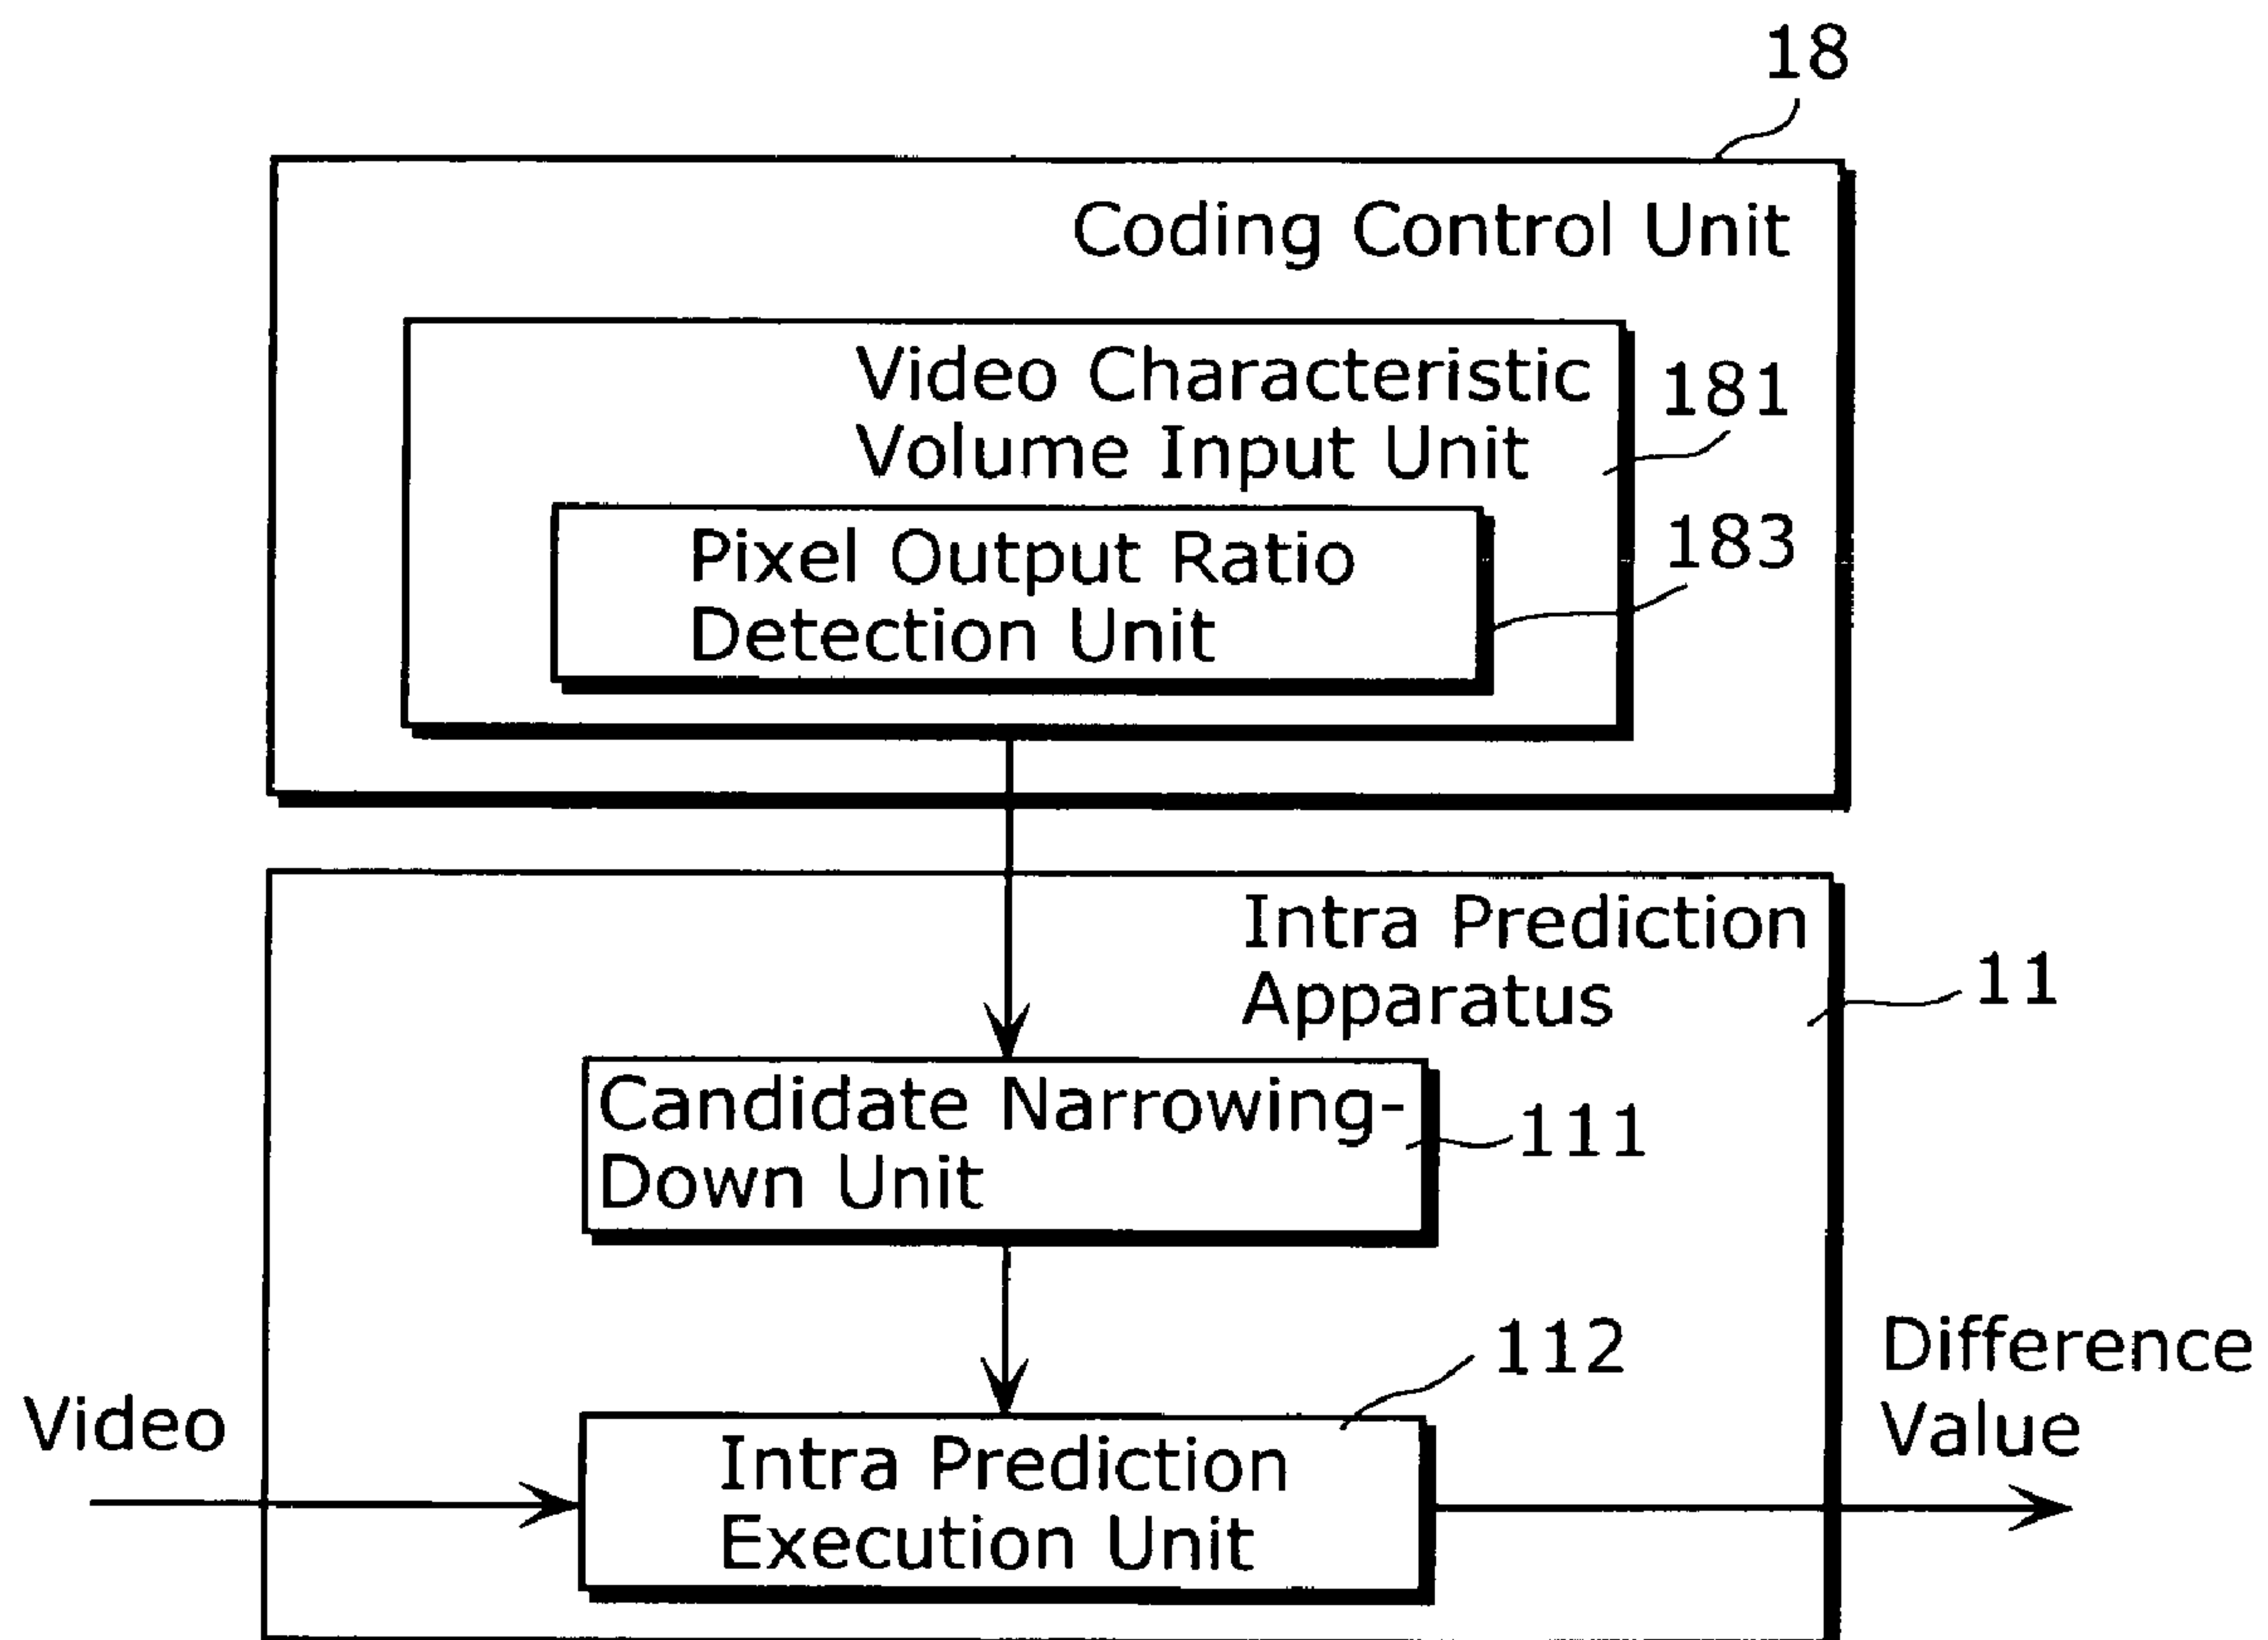 18
Coding Control Unit
Video Characteristic
Volume Input Unit
181
Pixel Output Ratio
Detection Unit
183
Intra Prediction
Apparatus
11
Candidate Narrowing-
Down Unit
111
112
Video
Intra Prediction
Execution Unit
Difference
Value